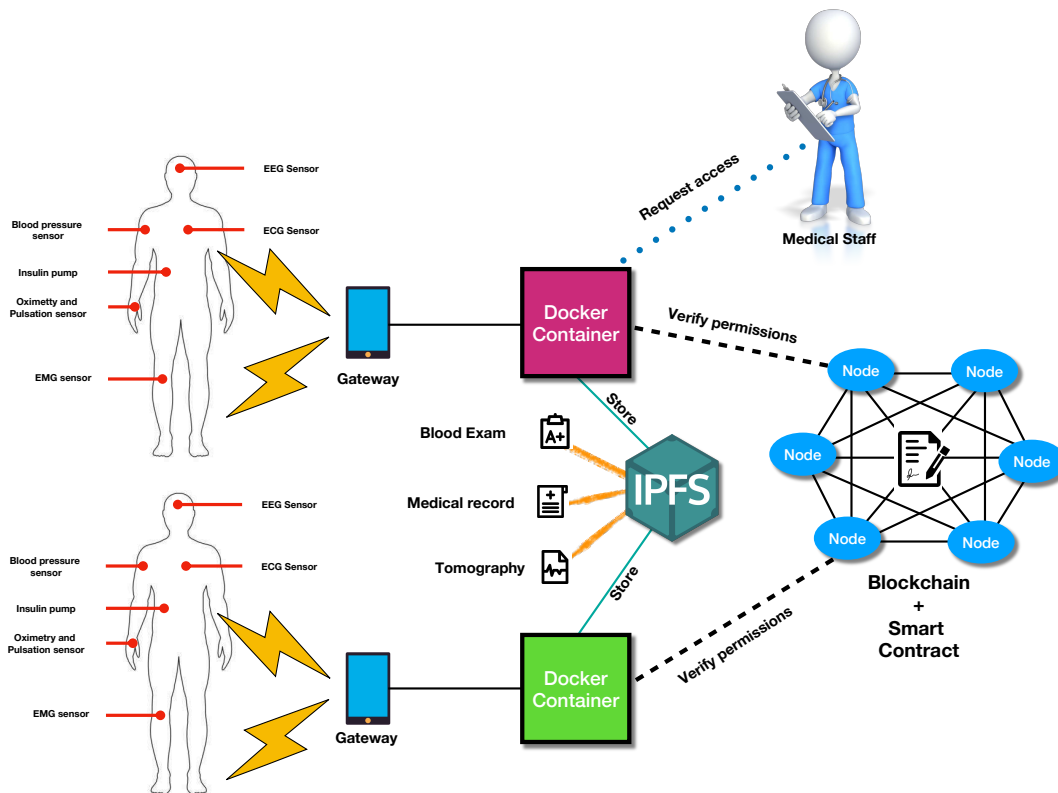 Request access
Medical Staff
EEG Sensor
Blood pressure
sensor
ECG Sensor
Insulin pump
Oximetty and
Pulsation sensor
EMG sensor
Gateway
Docker
Container
Verify permissions
Store
Blood Exam
A+
Medical record
Tomography
IPFS
Store
Node
Node
Node
Node
Node
Node
Blockchain
+
Smart
Contract
Verify permissions
EEG Sensor
Blood pressure
sensor
ECG Sensor
Insulin pump
Oximetry and
Pulsation sensor
EMG sensor
Gateway
Docker
Container